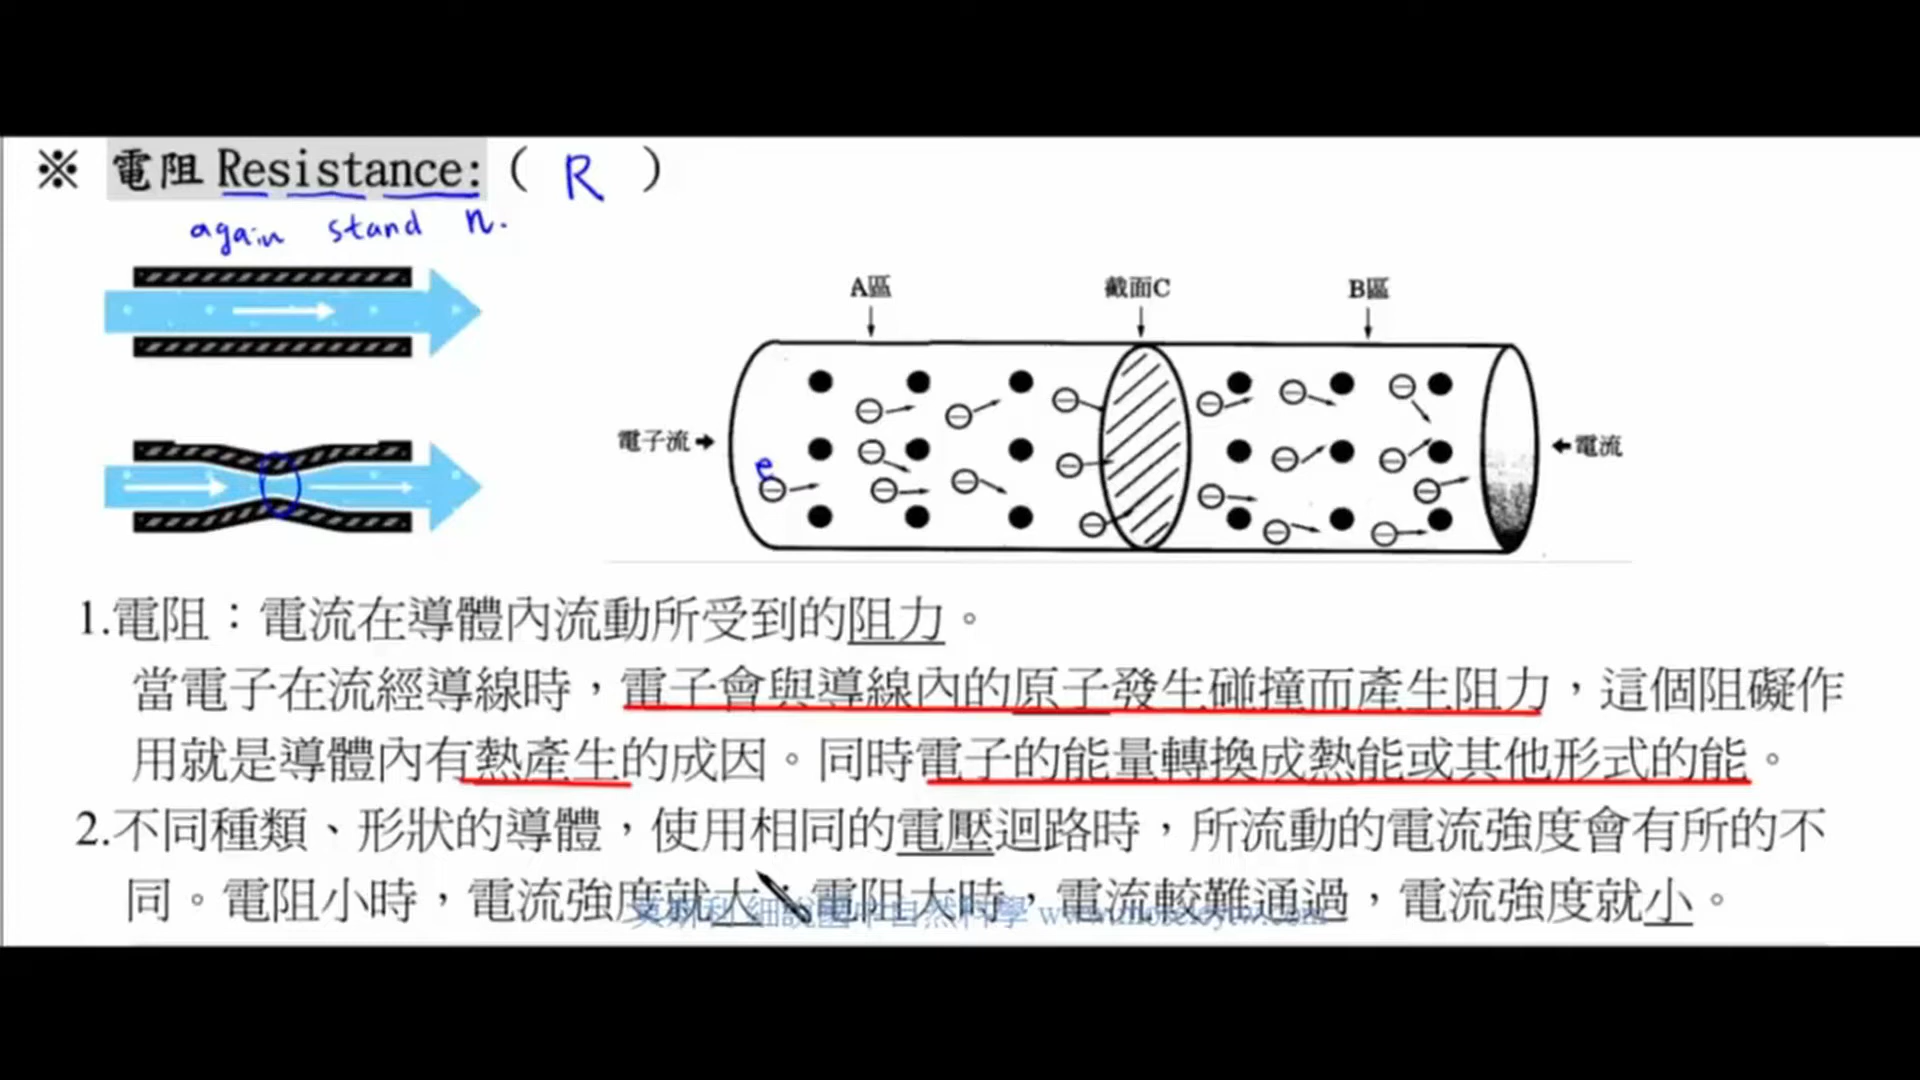 ※ 電阻 Resistance:( R )
again stand n.
A區 截面C B區
電子流 e 電流
1.電阻：電流在導體內流動所受到的阻力。
當電子在流經導線時，電子會與導線內的原子發生碰撞而產生阻力，這個阻礙作
用就是導體內有熱產生的成因。同時電子的能量轉換成熱能或其他形式的能。
2.不同種類、形狀的導體，使用相同的電壓迴路時，所流動的電流強度會有所的不
同。電阻小時，電流強度就大；電阻大時，電流較難通過，電流強度就小。
細說國中自然科學